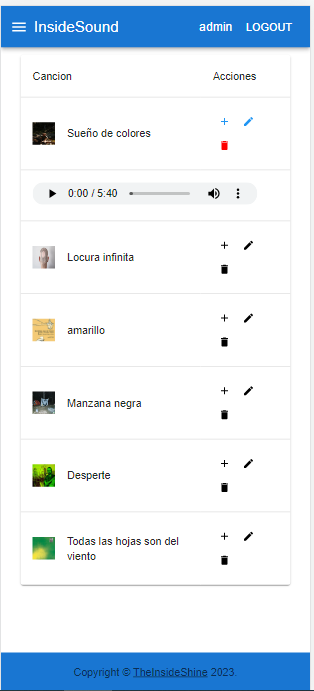 InsideSound admin LOGOUT
Cancion Acciones
Sueño de colores
0:00 / 5:40
Locura infinita
amarillo
Manzana negra
Desperte
Todas las hojas son del
viento
Copyright © TheInsideShine 2023.